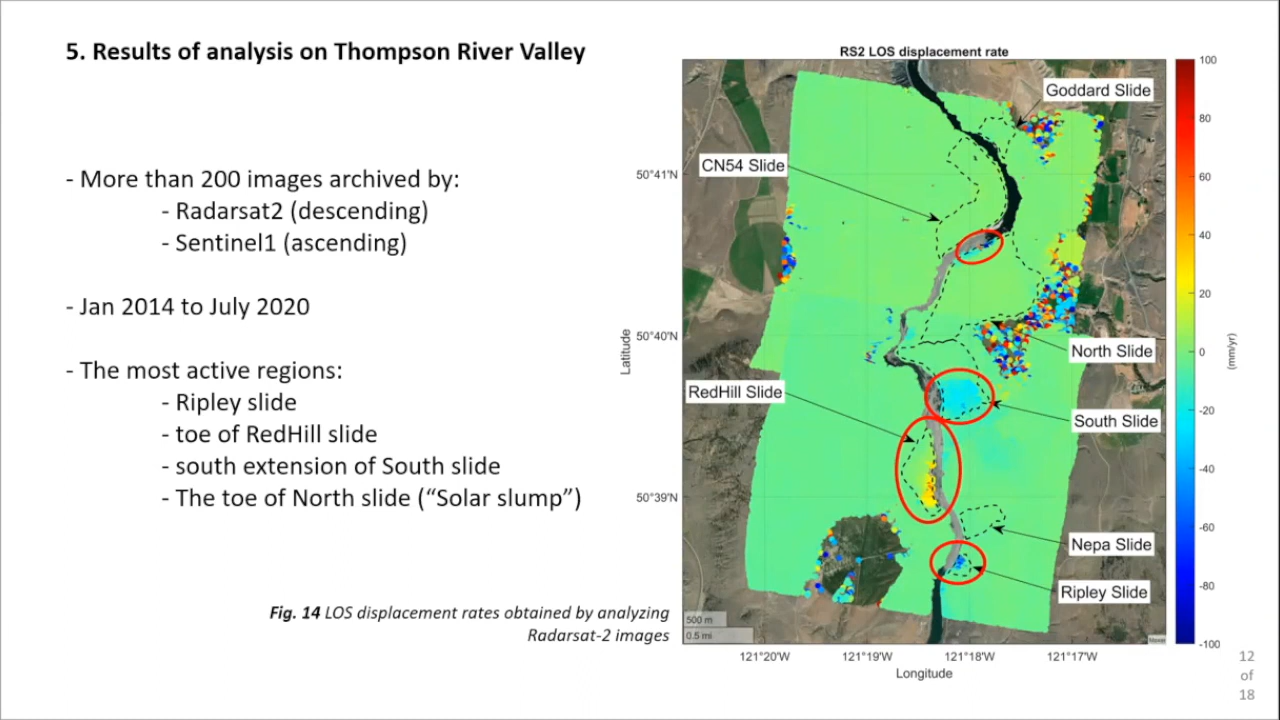 5. Results of analysis on Thompson River Valley
- More than 200 images archived by:
- Radarsat2 (descending)
- Sentinel1 (ascending)
- Jan 2014 to July 2020
- The most active regions:
- Ripley slide
- toe of RedHill slide
- south extension of South slide
- The toe of North slide (“Solar slump”)
Fig. 14 LOS displacement rates obtained by analyzing
Radarsat-2 images
RS2 LOS displacement rate
Goddard Slide
CN54 Slide
North Slide
RedHill Slide
South Slide
Nepa Slide
Ripley Slide
50°41'N
50°40'N
50°39'N
Latitude
500 m
0.5 mi
121°20'W
121°19'W
121°18'W
121°17'W
Longitude
100
80
60
40
20
0
-20
-40
-60
-80
-100
(mm/yr)
12
of
18